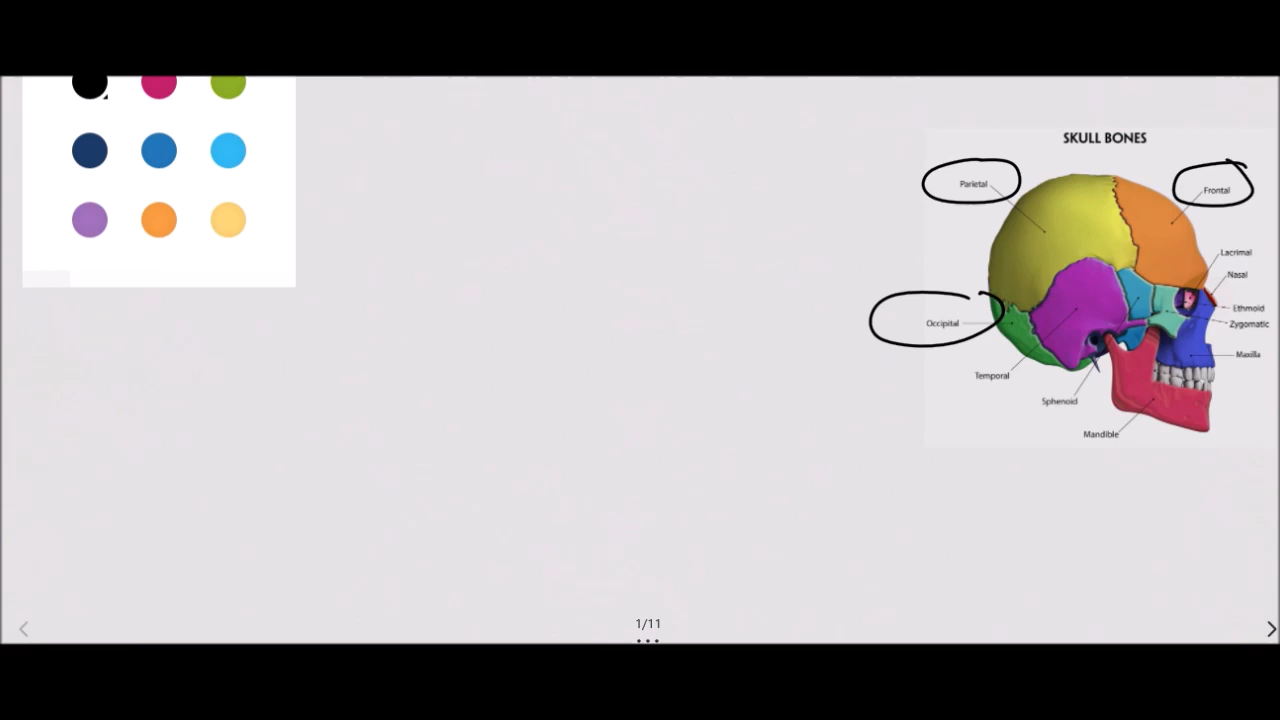 SKULL BONES
Parietal
Frontal
Lacrimal
Nasal
Ethmoid
Occipital
Zygomatic
Maxilla
Temporal
Sphenoid
Mandible
1/11